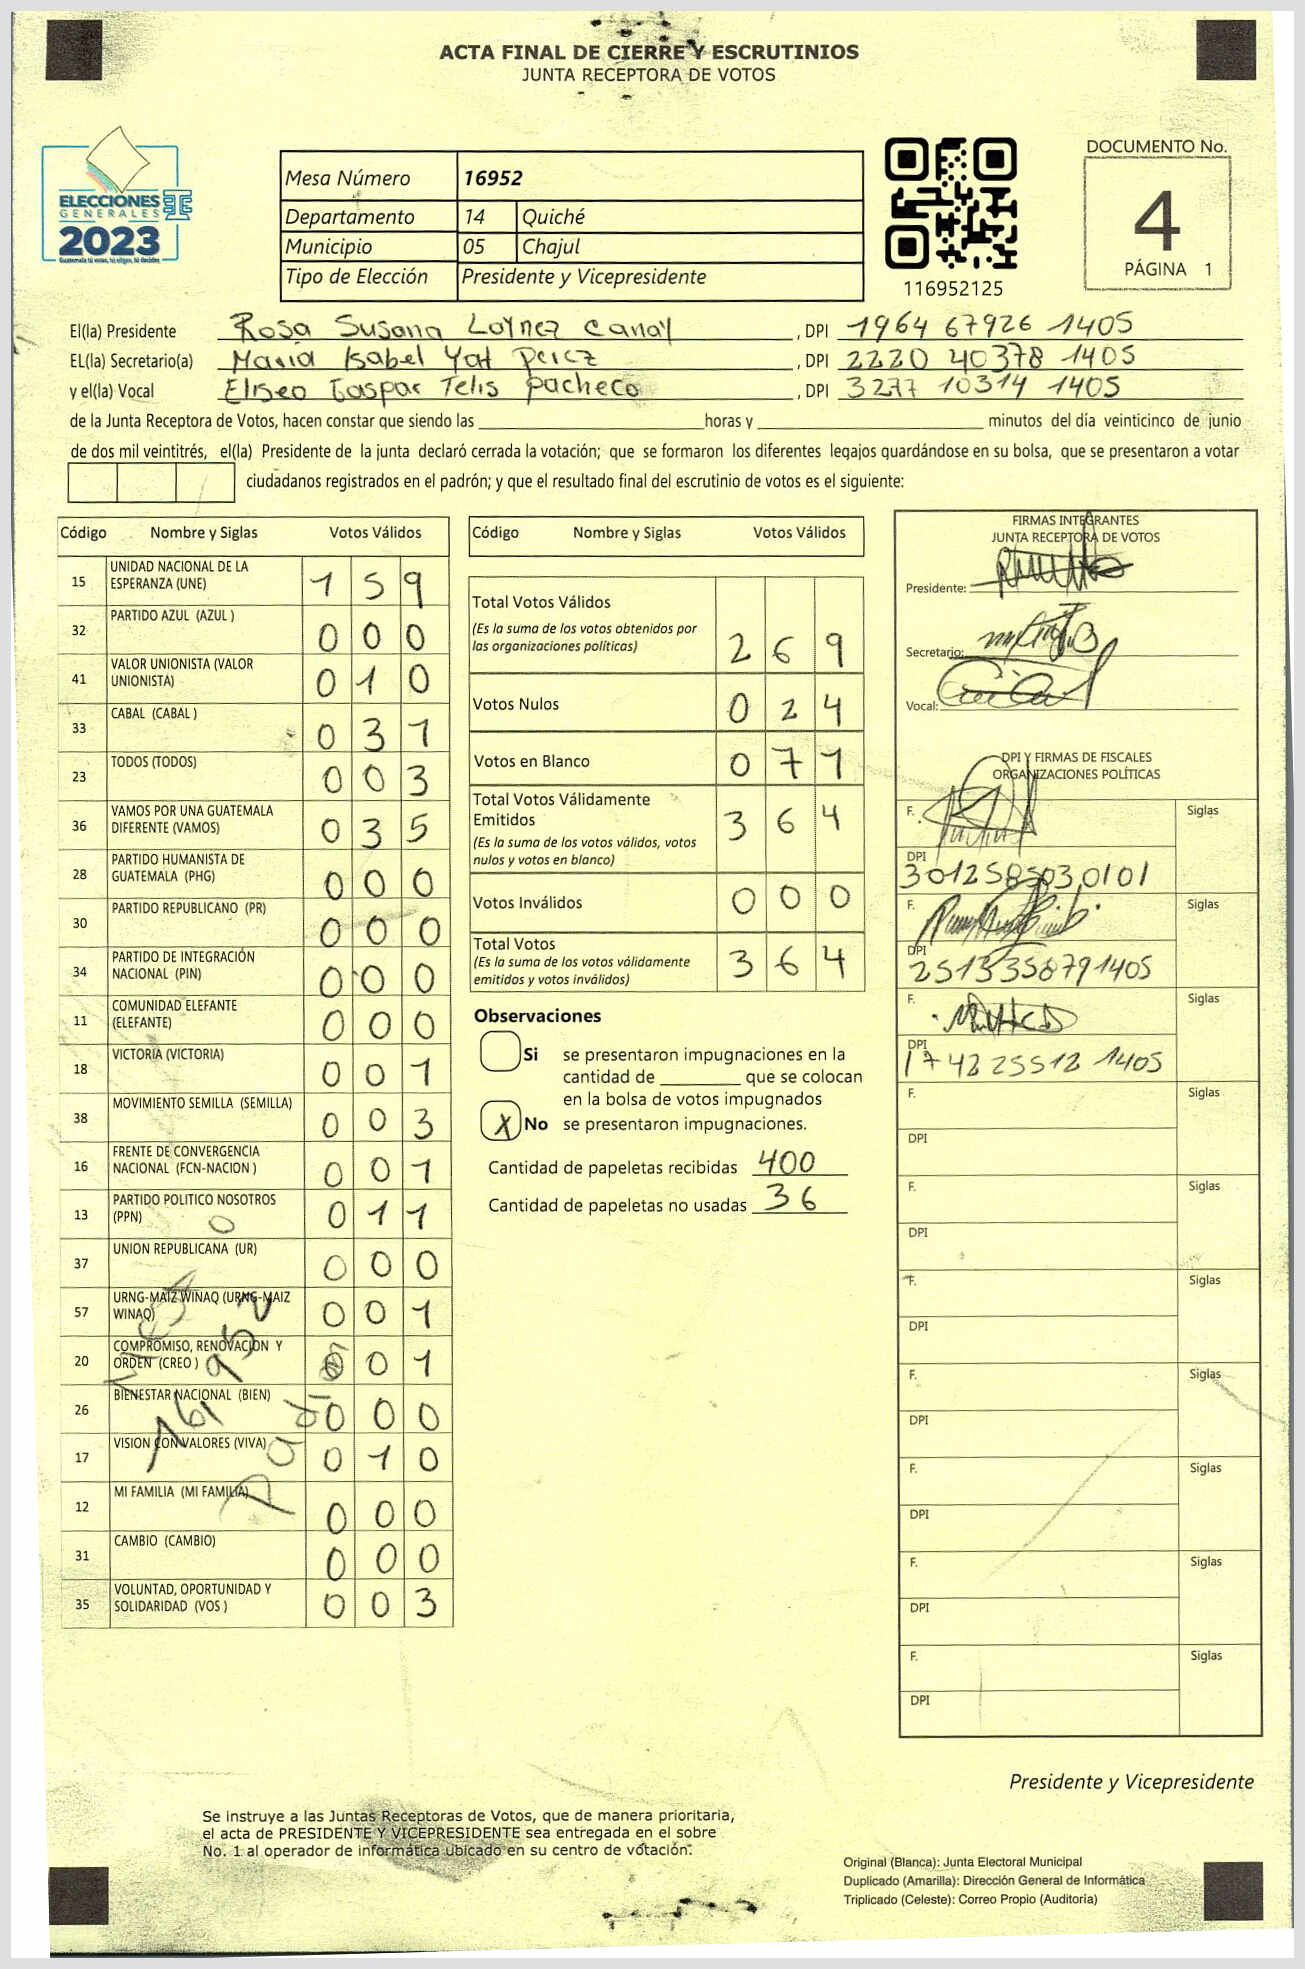 ACTA FINAL DE CIERRE Y ESCRUTINIOS
JUNTA RECEPTORA DE VOTOS
ELECCIONES
GENERALES
2023
Guatemala tú votas, tú eliges, tú decides
Mesa Número 16952
Departamento 14 Quiché
Municipio 05 Chajul
Tipo de Elección Presidente y Vicepresidente
116952125
DOCUMENTO No.
4
PÁGINA 1
El(la) Presidente Rosa Susana Laynez Canay, DPI 1964 67926 1405
EL(la) Secretario(a) Maria Isabel Yat Perez, DPI 2220 40378 1405
y el(la) Vocal Eliseo Gaspar Telis Pacheco, DPI 3277 10314 1405
de la Junta Receptora de Votos, hacen constar que siendo las horas y minutos del día veinticinco de junio
de dos mil veintitrés, el(la) Presidente de la junta declaró cerrada la votación; que se formaron los diferentes legajos guardándose en su bolsa, que se presentaron a votar
ciudadanos registrados en el padrón; y que el resultado final del escrutinio de votos es el siguiente:
Código Nombre y Siglas Votos Válidos
15 UNIDAD NACIONAL DE LA
ESPERANZA (UNE) 1 5 9
32 PARTIDO AZUL (AZUL ) 0 0 0
41 VALOR UNIONISTA (VALOR
UNIONISTA) 0 1 0
33 CABAL (CABAL ) 0 3 1
23 TODOS (TODOS) 0 0 3
36 VAMOS POR UNA GUATEMALA
DIFERENTE (VAMOS) 0 3 5
28 PARTIDO HUMANISTA DE
GUATEMALA (PHG) 0 0 0
30 PARTIDO REPUBLICANO (PR) 0 0 0
34 PARTIDO DE INTEGRACIÓN
NACIONAL (PIN) 0 0 0
11 COMUNIDAD ELEFANTE
(ELEFANTE) 0 0 0
18 VICTORIA (VICTORIA) 0 0 1
38 MOVIMIENTO SEMILLA (SEMILLA) 0 0 3
16 FRENTE DE CONVERGENCIA
NACIONAL (FCN-NACION ) 0 0 1
13 PARTIDO POLITICO NOSOTROS
(PPN) 0 1 1
37 UNION REPUBLICANA (UR) 0 0 0
57 URNG-MAIZ WINAQ (URNG-MAIZ
WINAQ) 0 0 1
20 COMPROMISO, RENOVACION Y
ORDEN (CREO ) 0 0 1
26 BIENESTAR NACIONAL (BIEN) 0 0 0
17 VISION CON VALORES (VIVA) 0 1 0
12 MI FAMILIA (MI FAMILIA) 0 0 0
31 CAMBIO (CAMBIO) 0 0 0
35 VOLUNTAD, OPORTUNIDAD Y
SOLIDARIDAD (VOS ) 0 0 3
Mesa
16952
Código Nombre y Siglas Votos Válidos
Total Votos Válidos
(Es la suma de los votos obtenidos por
las organizaciones políticas) 2 6 9
Votos Nulos 0 2 4
Votos en Blanco 0 7 1
Total Votos Válidamente
Emitidos 3 6 4
(Es la suma de los votos válidos, votos
nulos y votos en blanco)
Votos Inválidos 0 0 0
Total Votos
(Es la suma de los votos válidamente
emitidos y votos inválidos) 3 6 4
Observaciones
Si se presentaron impugnaciones en la
cantidad de que se colocan
en la bolsa de votos impugnados
X No se presentaron impugnaciones.
Cantidad de papeletas recibidas 400
Cantidad de papeletas no usadas 36
FIRMAS INTEGRANTES
JUNTA RECEPTORA DE VOTOS
Presidente:
Secretario:
Vocal:
DPI Y FIRMAS DE FISCALES
ORGANIZACIONES POLÍTICAS
F. Siglas
DPI
3012585030101
F. Siglas
DPI
2513358791405
F. Siglas
DPI
1742255121405
F. Siglas
DPI
F. Siglas
DPI
F. Siglas
DPI
F. Siglas
DPI
F. Siglas
DPI
F. Siglas
DPI
F. Siglas
DPI
Presidente y Vicepresidente
Se instruye a las Juntas Receptoras de Votos, que de manera prioritaria,
el acta de PRESIDENTE Y VICEPRESIDENTE sea entregada en el sobre
No. 1 al operador de informática ubicado en su centro de votación.
Original (Blanca): Junta Electoral Municipal
Duplicado (Amarilla): Dirección General de Informática
Triplicado (Celeste): Correo Propio (Auditoría)